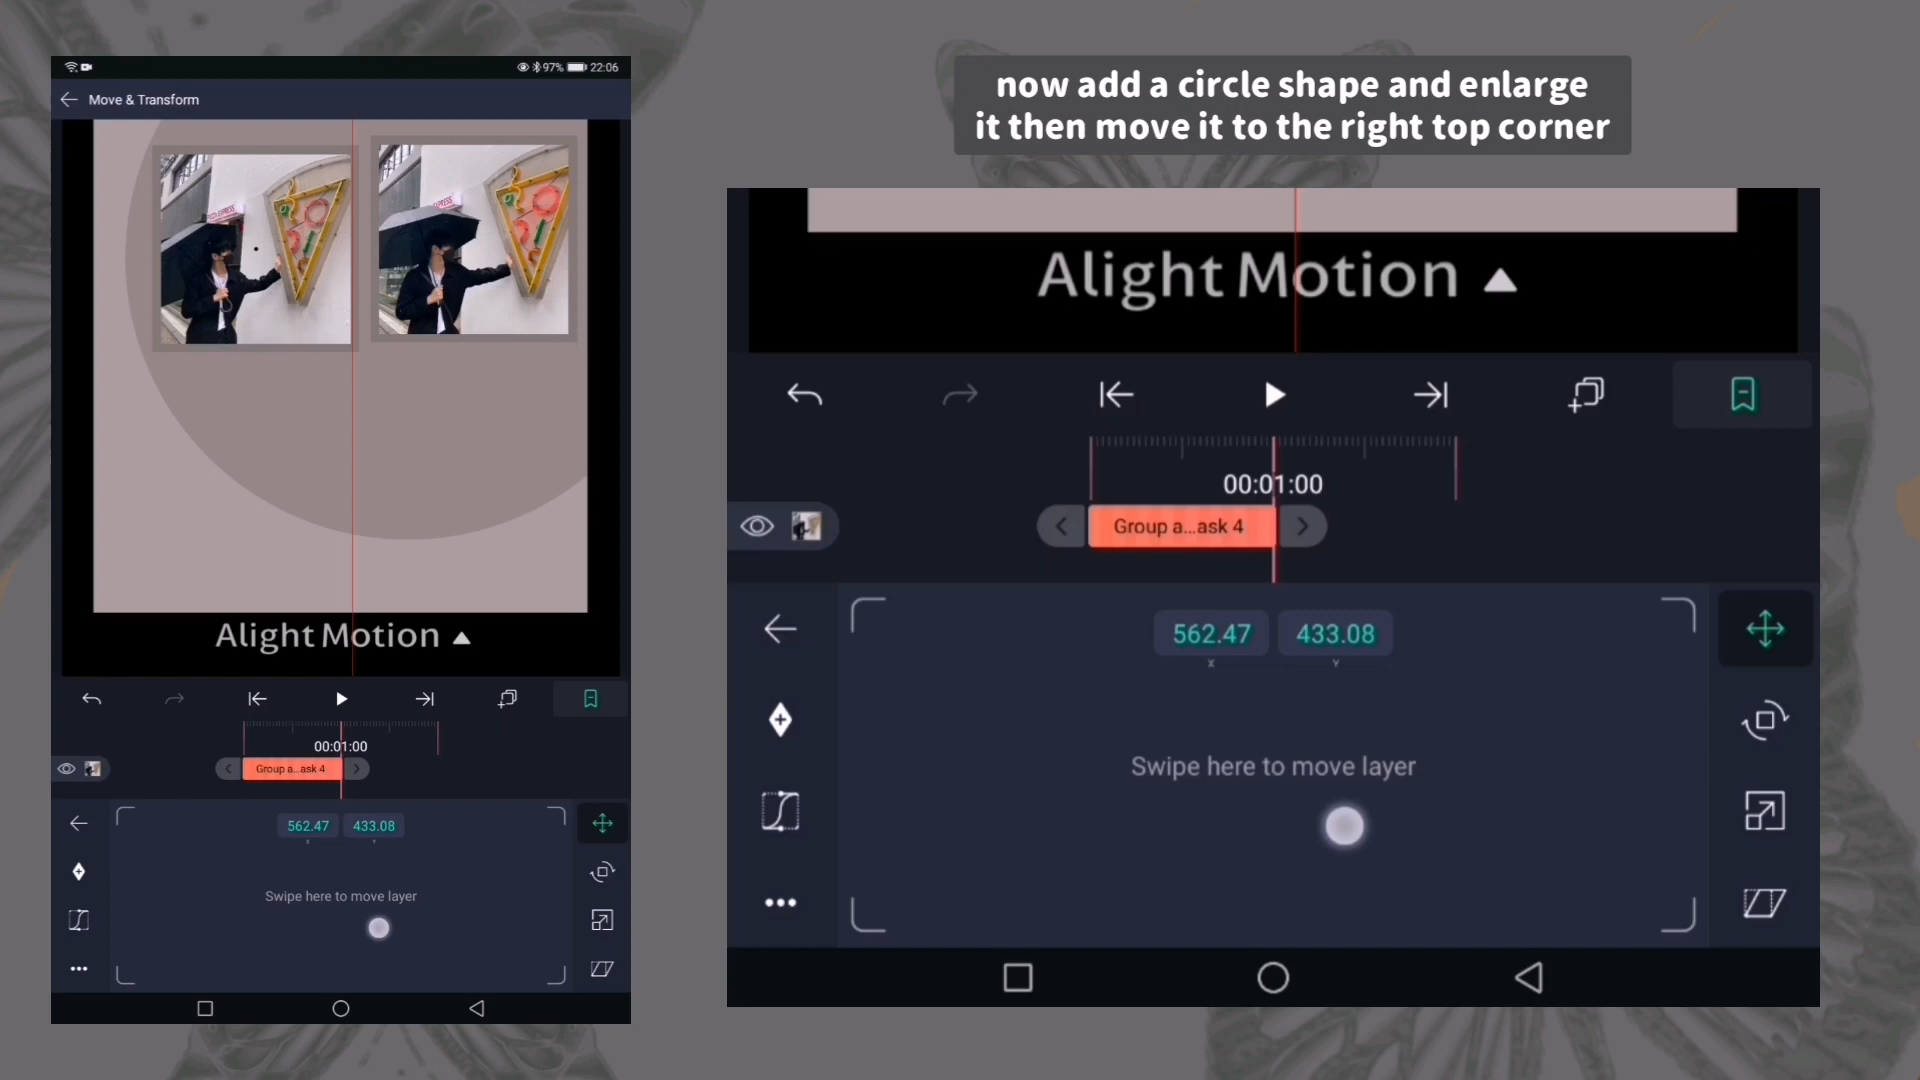 97% 22:06
Move & Transform
Alight Motion
00:01:00
Group a...ask 4
562.47 433.08
X Y
Swipe here to move layer
now add a circle shape and enlarge
it then move it to the right top corner
Alight Motion
00:01:00
Group a...ask 4
562.47 433.08
X Y
Swipe here to move layer